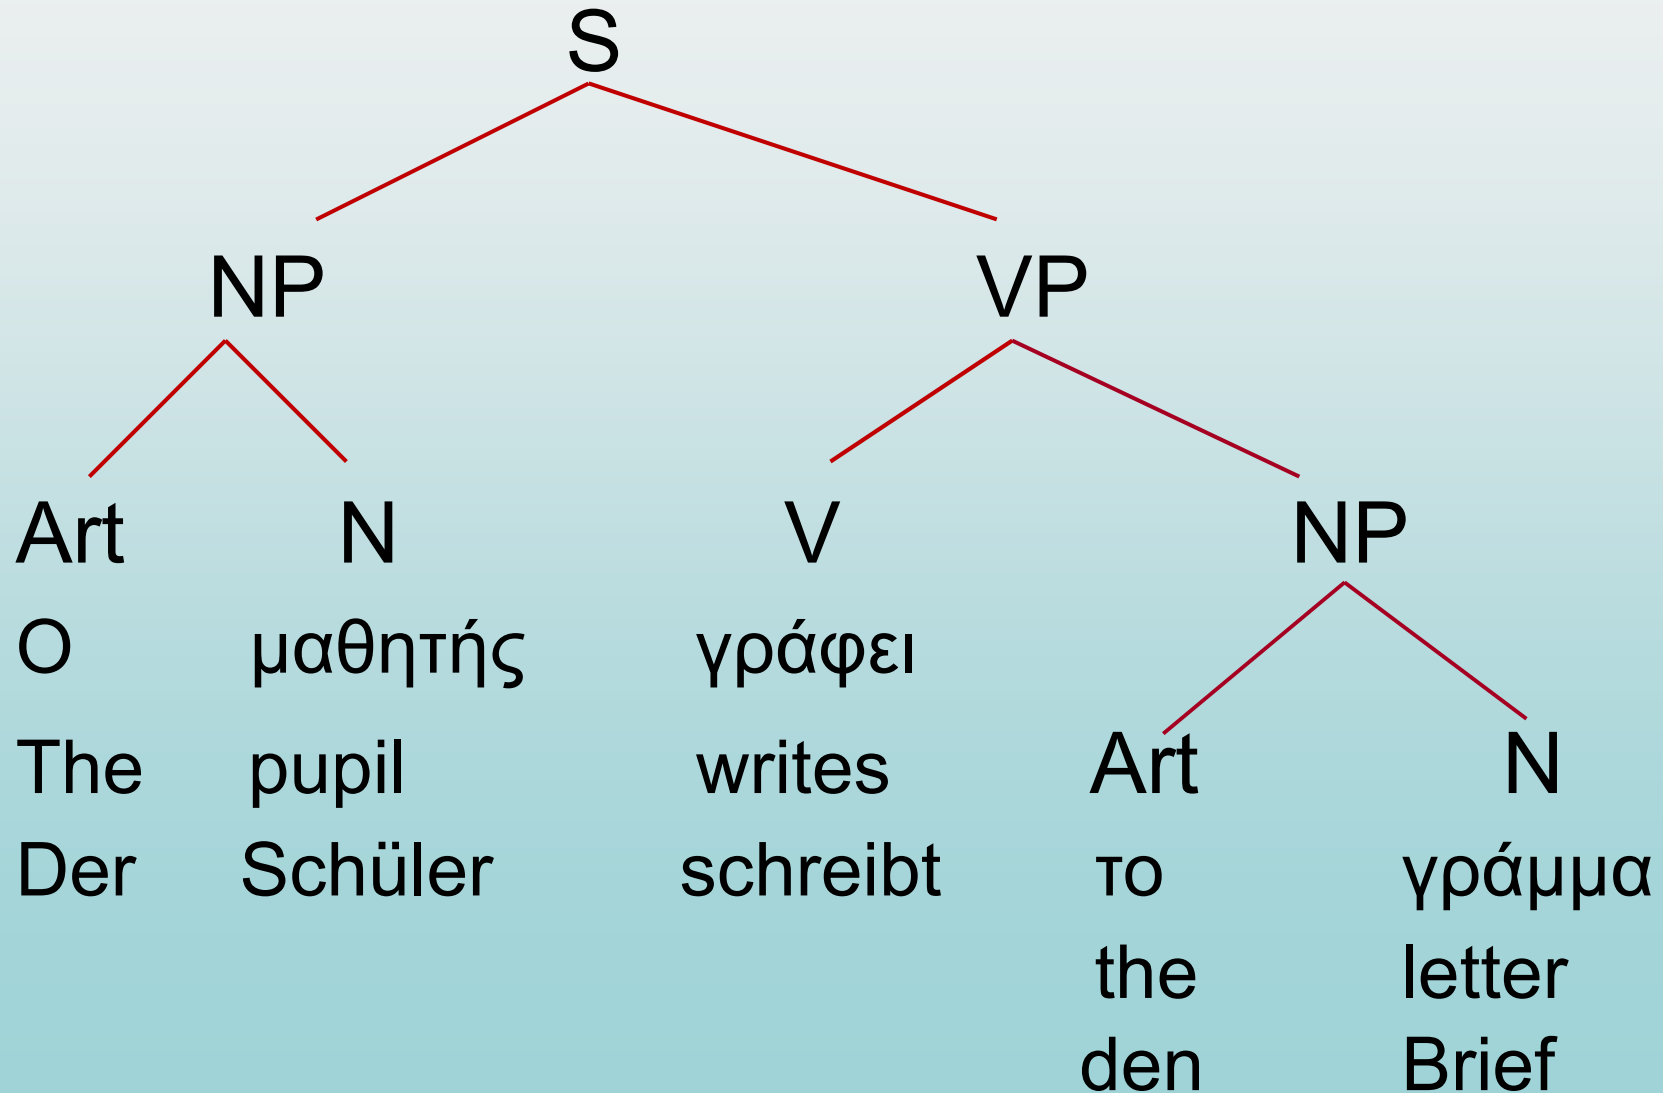 S
NP VP
Art N V NP
Ο μαθητής γράφει
The pupil writes Art N
Der Schüler schreibt το γράμμα
the letter
den Brief